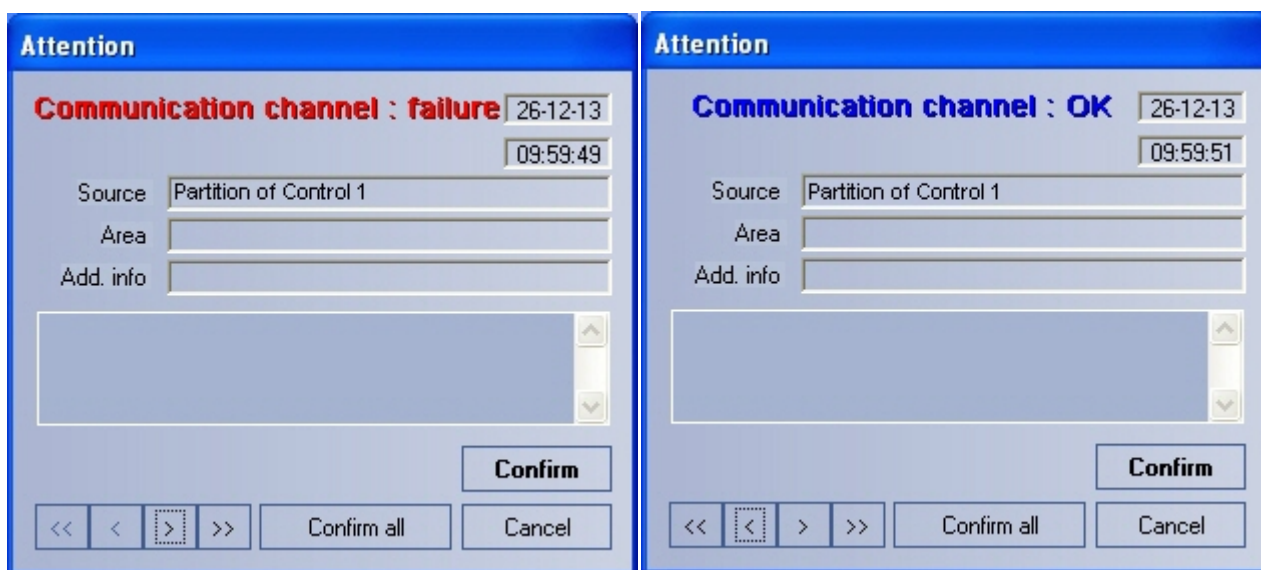 Attention
Communication channel : failure 26-12-13
09:59:49
Source Partition of Control 1
Area
Add. info
Confirm
<< < > >> Confirm all Cancel
Attention
Communication channel : OK 26-12-13
09:59:51
Source Partition of Control 1
Area
Add. info
Confirm
<< < > >> Confirm all Cancel